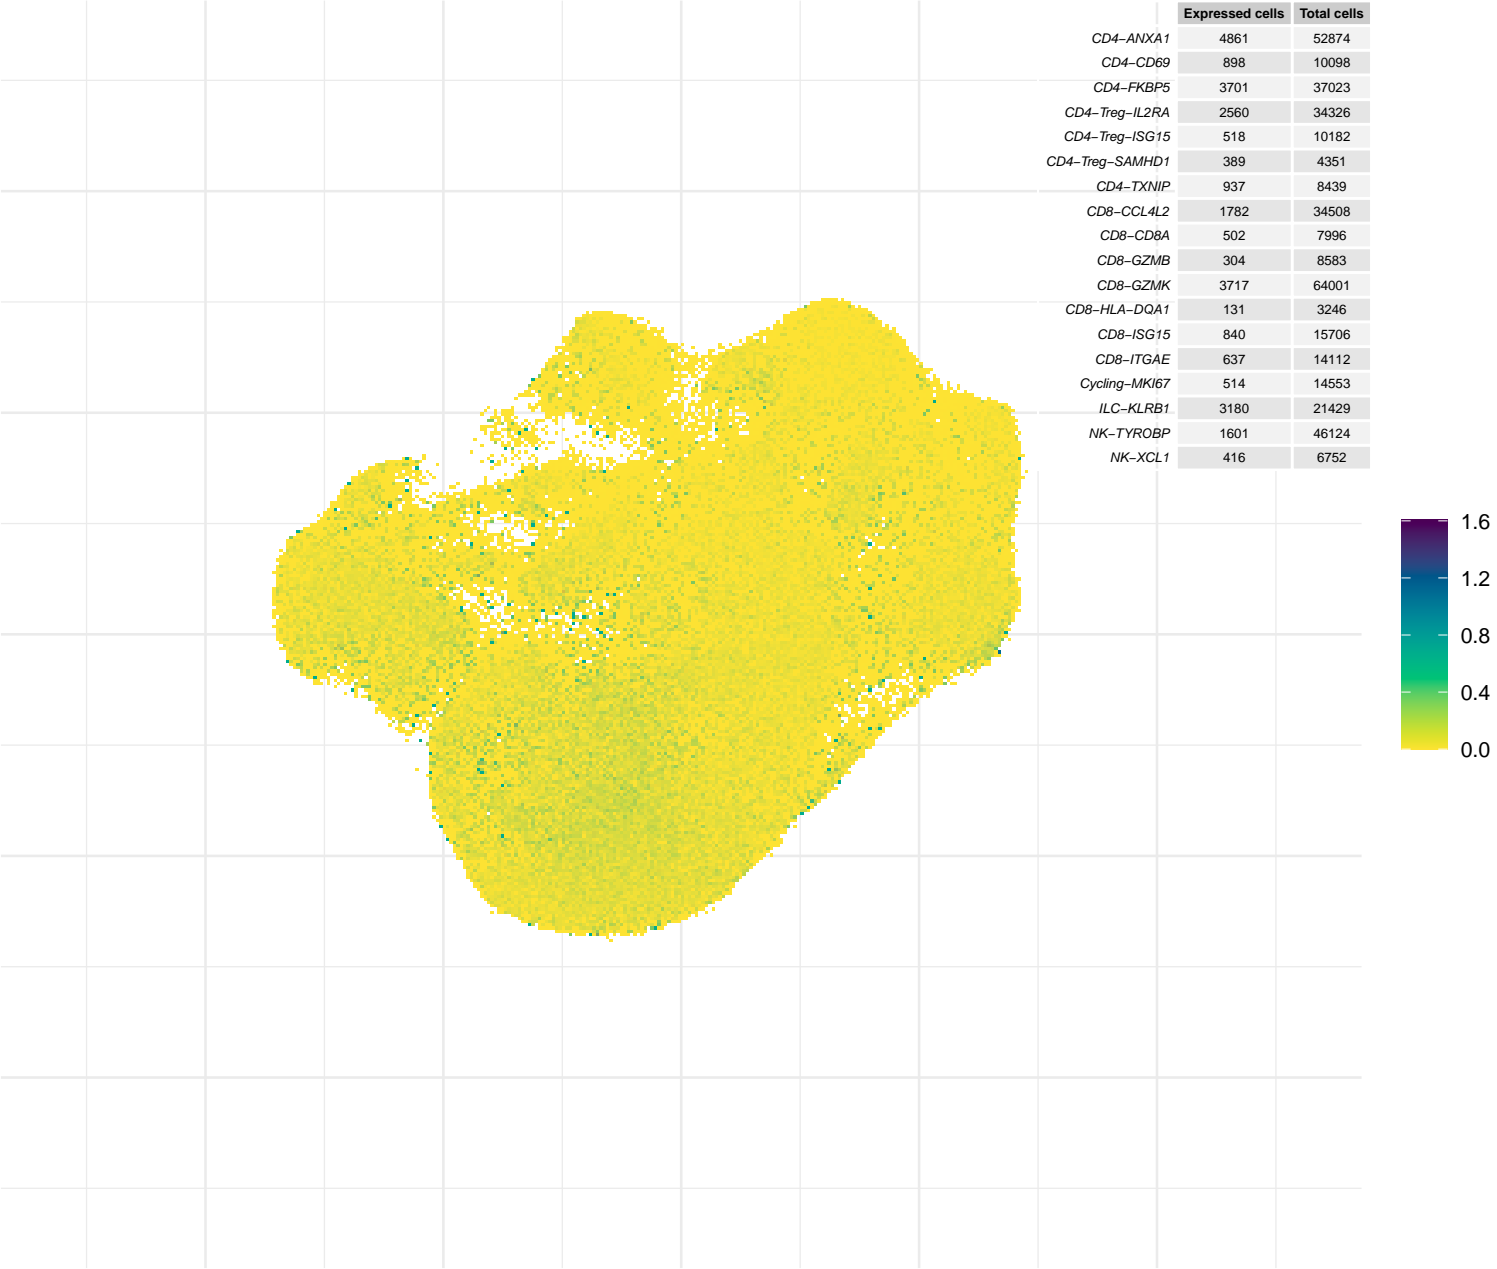 Expressed cells Total cells
CD4−ANXA1 4861 52874
CD4−CD69 898 10098
CD4−FKBP5 3701 37023
CD4−Treg−IL2RA 2560 34326
CD4−Treg−ISG15 518 10182
CD4−Treg−SAMHD1 389 4351
CD4−TXNIP 937 8439
CD8−CCL4L2 1782 34508
CD8−CD8A 502 7996
CD8−GZMB 304 8583
CD8−GZMK 3717 64001
CD8−HLA−DQA1 131 3246
CD8−ISG15 840 15706
CD8−ITGAE 637 14112
Cycling−MKI67 514 14553
ILC−KLRB1 3180 21429
NK−TYROBP 1601 46124
NK−XCL1 416 6752
1.6
1.2
0.8
0.4
0.0